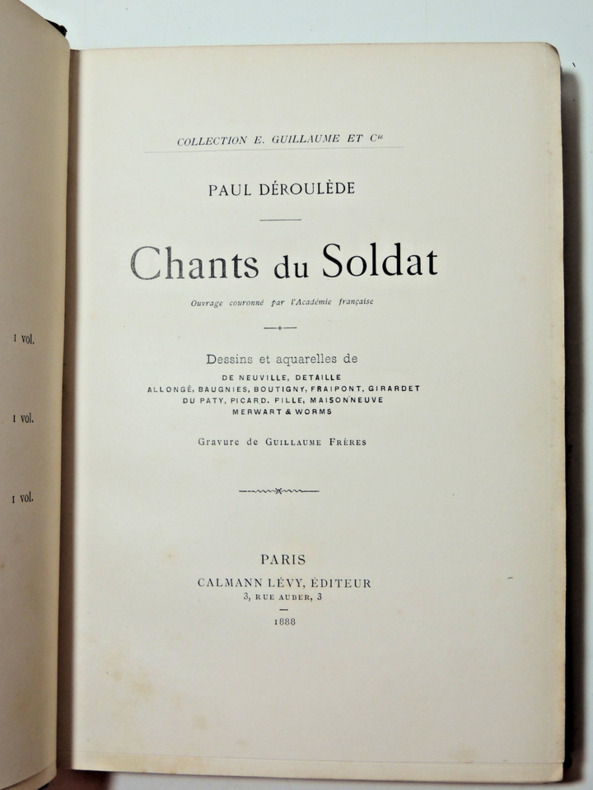 1 vol.
1 vol.
1 vol.
COLLECTION E. GUILLAUME ET Cie
PAUL DÉROULÈDE
Chants du Soldat
Ouvrage couronné par l'Académie française
Dessins et aquarelles de
DE NEUVILLE, DETAILLE
ALLONGÉ, BAUGNIES, BOUTIGNY, FRAIPONT, GIRARDET
DU PATY, PICARD, PILLE, MAISONNEUVE
MERWART & WORMS
Gravure de GUILLAUME FRÈRES
PARIS
CALMANN LÉVY, ÉDITEUR
3, RUE AUBER, 3
1888